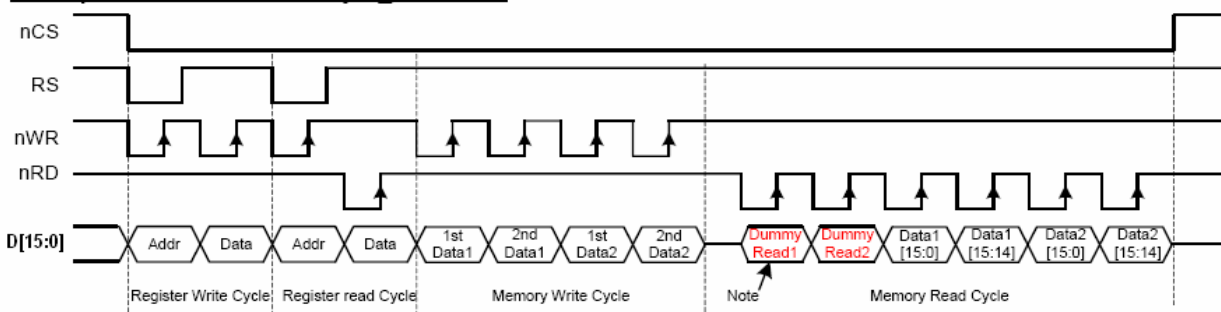 nCS
RS
nWR
nRD
D[15:0]
Addr
Data
Addr
Data
1st
Data1
2nd
Data1
1st
Data2
2nd
Data2
Dummy
Read1
Dummy
Read2
Data1
[15:0]
Data1
[15:14]
Data2
[15:0]
Data2
[15:14]
Register Write Cycle
Register read Cycle
Memory Write Cycle
Note
Memory Read Cycle